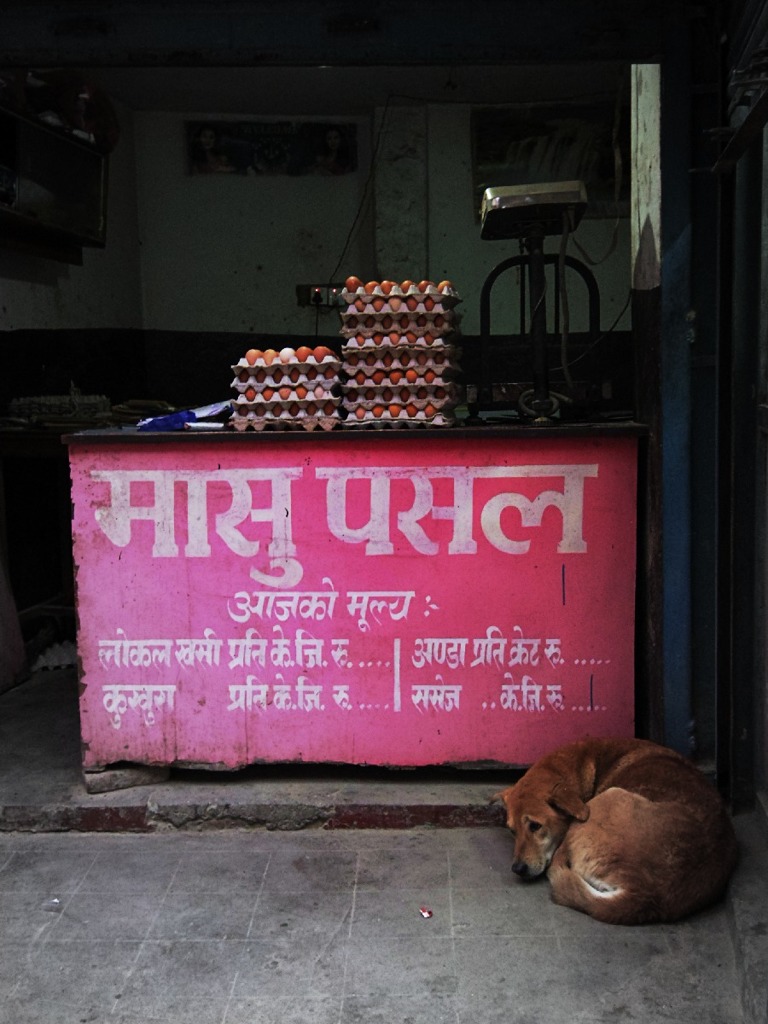 मासु पसल
आजको मूल्य :-
लोकल खसी प्रति के.जि. रु. .... | अण्डा प्रति क्रेट रु. .....
कुखुरा प्रति के.जि. रु. .... | ससेज .. के.जि. रु. ....